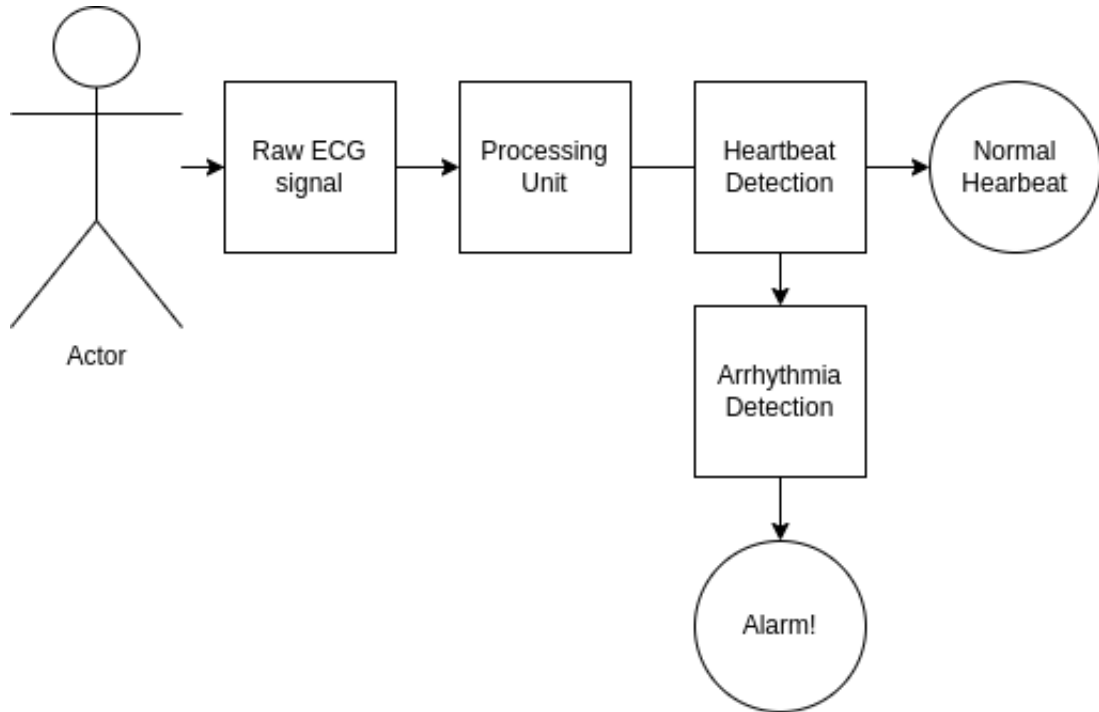 Raw ECG
signal
Processing
Unit
Heartbeat
Detection
Normal
Hearbeat
Actor
Arrhythmia
Detection
Alarm!